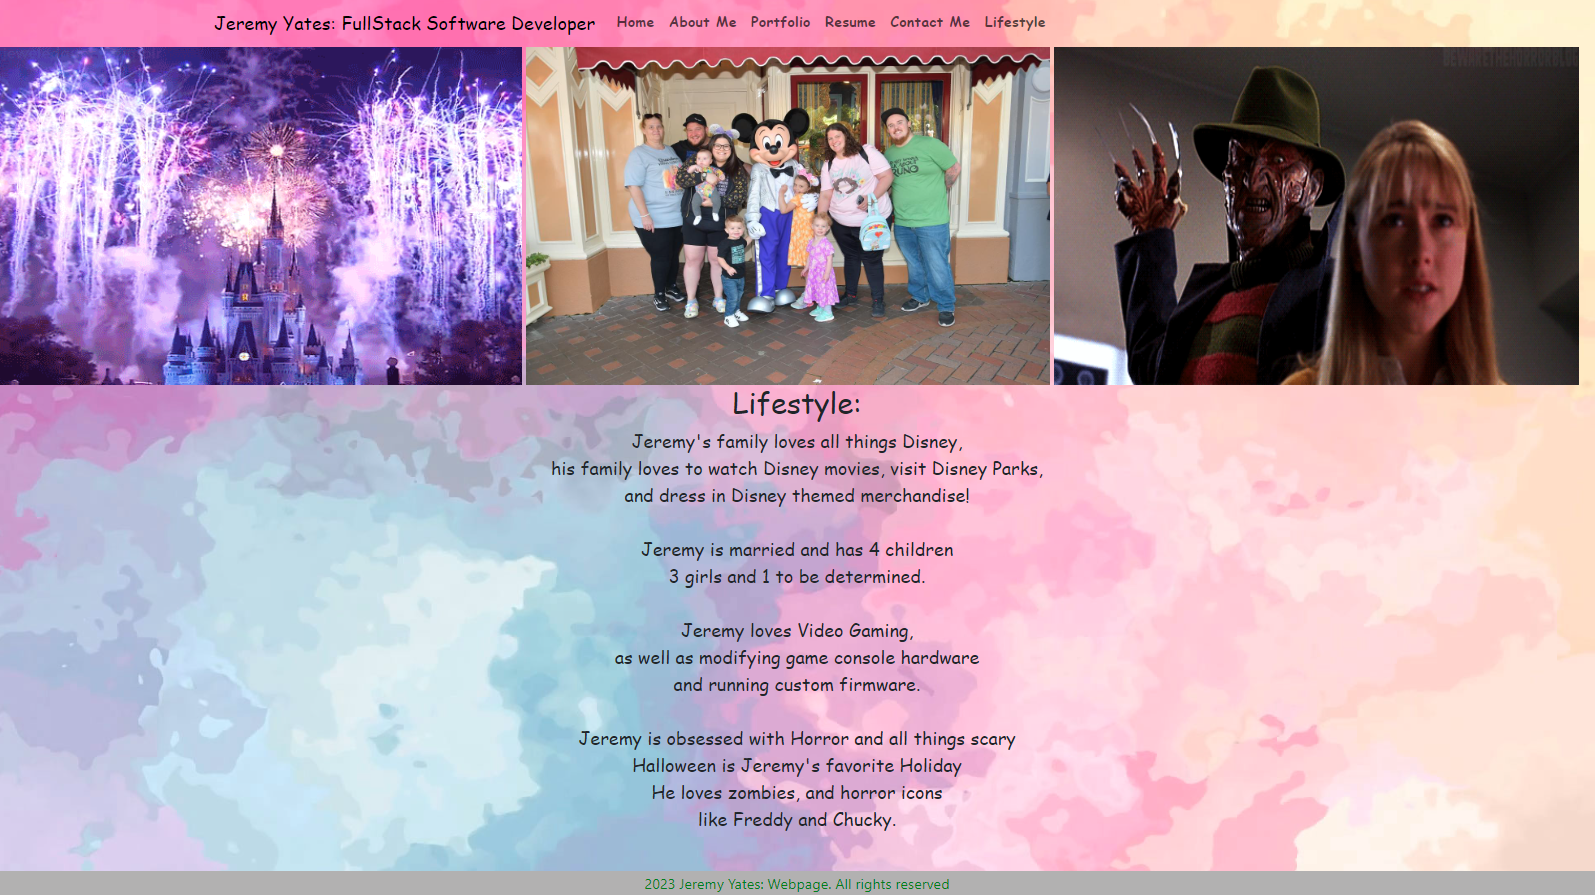 Jeremy Yates: FullStack Software Developer
Home About Me Portfolio Resume Contact Me Lifestyle
BEWARETHEHORRORBLOG
RUNO
Lifestyle:
Jeremy's family loves all things Disney,
his family loves to watch Disney movies, visit Disney Parks,
and dress in Disney themed merchandise!
Jeremy is married and has 4 children
3 girls and 1 to be determined.
Jeremy loves Video Gaming,
as well as modifying game console hardware
and running custom firmware.
Jeremy is obsessed with Horror and all things scary
Halloween is Jeremy's favorite Holiday
He loves zombies, and horror icons
like Freddy and Chucky.
2023 Jeremy Yates: Webpage. All rights reserved